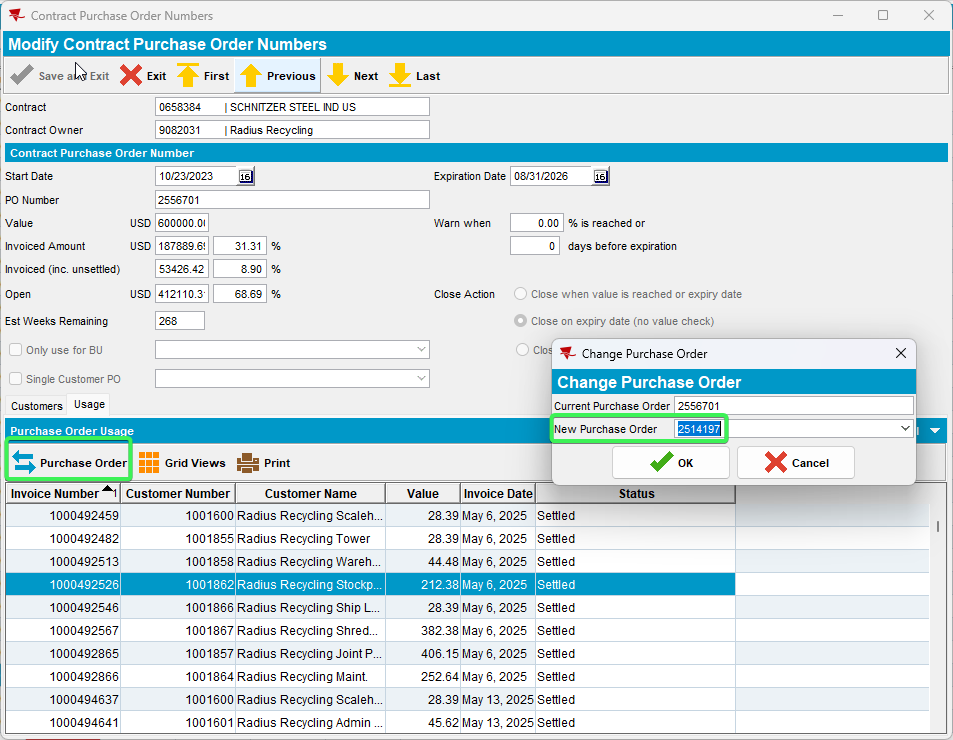 Contract Purchase Order Numbers
Modify Contract Purchase Order Numbers
Save and Exit Exit First Previous Next Last
Contract 0658384 | SCHNITZER STEEL IND US
Contract Owner 9082031 | Radius Recycling
Contract Purchase Order Number
Start Date 10/23/2023 16 Expiration Date 08/31/2026 16
PO Number 2556701
Value USD 600000.00 Warn when 0.00 % is reached or
Invoiced Amount USD 187889.69 31.31 % 0 days before expiration
Invoiced (inc. unsettled) 53426.42 8.90 %
Open USD 412110.31 68.69 % Close Action Close when value is reached or expiry date
Est Weeks Remaining 268 Close on expiry date (no value check)
Only use for BU Clos
Single Customer PO
Change Purchase Order
Change Purchase Order
Current Purchase Order 2556701
New Purchase Order 2514197
OK Cancel
Customers Usage
Purchase Order Usage
Purchase Order Grid Views Print
Invoice Number 1 Customer Number Customer Name Value Invoice Date Status
1000492459 1001600 Radius Recycling Scaleh... 28.39 May 6, 2025 Settled
1000492482 1001855 Radius Recycling Tower 28.39 May 6, 2025 Settled
1000492513 1001858 Radius Recycling Wareh... 44.48 May 6, 2025 Settled
1000492526 1001862 Radius Recycling Stockp... 212.38 May 6, 2025 Settled
1000492546 1001866 Radius Recycling Ship L... 28.39 May 6, 2025 Settled
1000492567 1001867 Radius Recycling Shred... 382.38 May 6, 2025 Settled
1000492865 1001857 Radius Recycling Joint P... 406.15 May 6, 2025 Settled
1000492866 1001864 Radius Recycling Maint. 252.64 May 6, 2025 Settled
1000494637 1001600 Radius Recycling Scaleh... 28.39 May 13, 2025 Settled
1000494641 1001601 Radius Recycling Admin ... 45.62 May 13, 2025 Settled